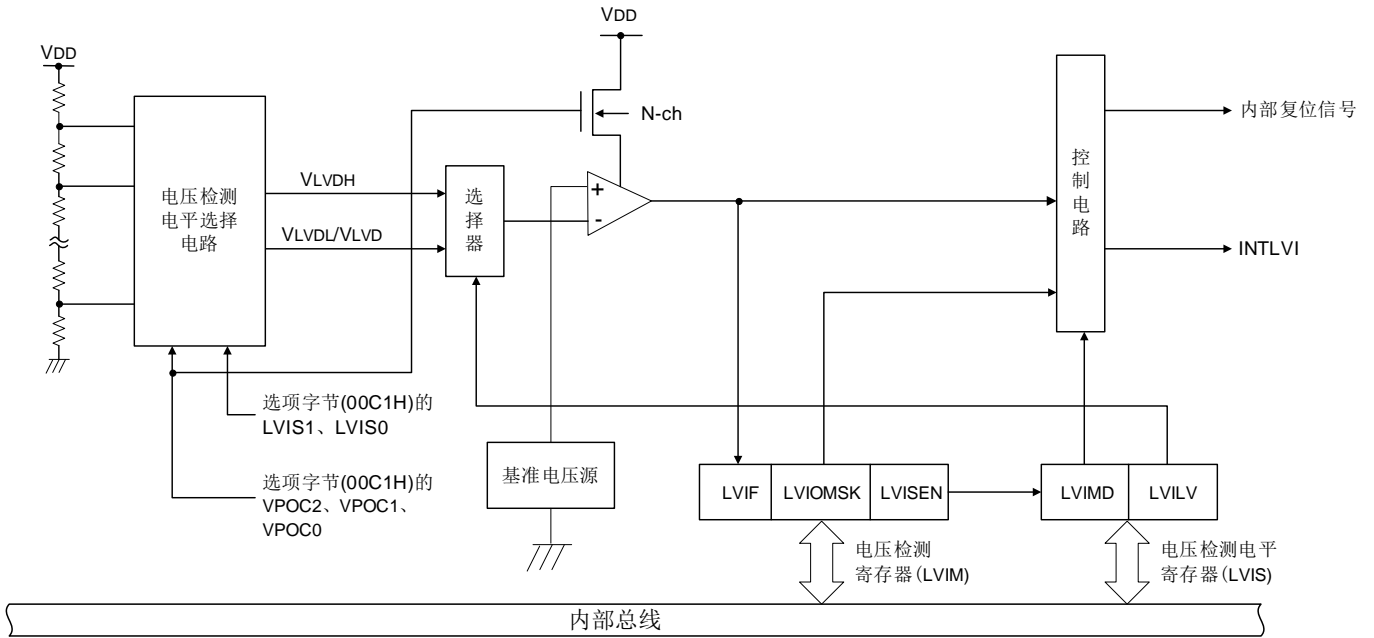 VDD
VDD
N-ch
内部复位信号
电压检测
电平选择
电路
VLVDH
VLVDL/VLVD
选
择
器
+
-
控
制
电
路
INTLVI
选项字节(00C1H)的
LVIS1、LVIS0
选项字节(00C1H)的
VPOC2、VPOC1、
VPOC0
基准电压源
LVIF
LVIOMSK
LVISEN
LVIMD
LVILV
电压检测
寄存器(LVIM)
电压检测电平
寄存器(LVIS)
内部总线